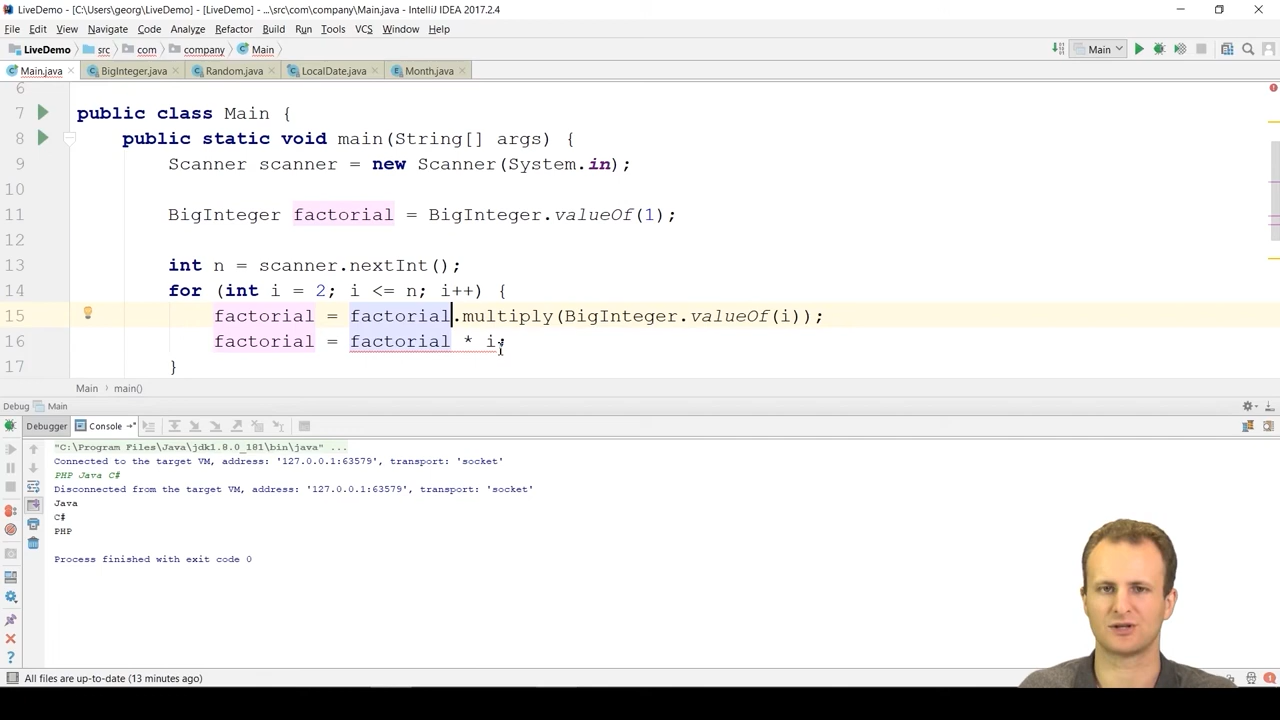 LiveDemo - [C:\Users\georg\LiveDemo] - [LiveDemo] - ...\src\com\company\Main.java - IntelliJ IDEA 2017.2.4
File Edit View Navigate Code Analyze Refactor Build Run Tools VCS Window Help
LiveDemo src com company Main Main
Main.java BigInteger.java Random.java LocalDate.java Month.java
6
7 public class Main {
8 public static void main(String[] args) {
9 Scanner scanner = new Scanner(System.in);
10
11 BigInteger factorial = BigInteger.valueOf(1);
12
13 int n = scanner.nextInt();
14 for (int i = 2; i <= n; i++) {
15 factorial = factorial.multiply(BigInteger.valueOf(i));
16 factorial = factorial * i;
17 }
Main main()
Debug Main
Debugger Console
"C:\Program Files\Java\jdk1.8.0_181\bin\java" ...
Connected to the target VM, address: '127.0.0.1:63579', transport: 'socket'
PHP Java C#
Disconnected from the target VM, address: '127.0.0.1:63579', transport: 'socket'
Java
C#
PHP
Process finished with exit code 0
All files are up-to-date (13 minutes ago)